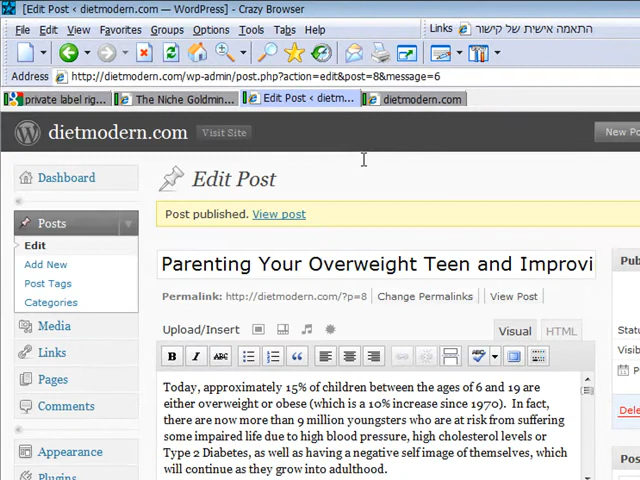 [Edit Post ‹ dietmodern.com — WordPress] - Crazy Browser
File Edit View Favorites Groups Options Tools Tab Help
Links התאמה אישית של קישור
Address http://dietmodern.com/wp-admin/post.php?action=edit&post=8&message=6
private label rig... The Niche Goldmin... Edit Post ‹ dietm... dietmodern.com
dietmodern.com Visit Site New Po
Dashboard
Edit Post
Posts
Post published. View post
Edit
Add New
Post Tags
Categories
Media
Links
Pages
Comments
Appearance
Plugins
Parenting Your Overweight Teen and Improvi
Permalink: http://dietmodern.com/?p=8 Change Permalinks View Post
Upload/Insert Visual HTML
B I ABC
Today, approximately 15% of children between the ages of 6 and 19 are
either overweight or obese (which is a 10% increase since 1970). In fact,
there are now more than 9 million youngsters who are at risk from suffering
some impaired life due to high blood pressure, high cholesterol levels or
Type 2 Diabetes, as well as having a negative self image of themselves, which
will continue as they grow into adulthood.
Pub
Statu
Visib
P
Dele
Pos